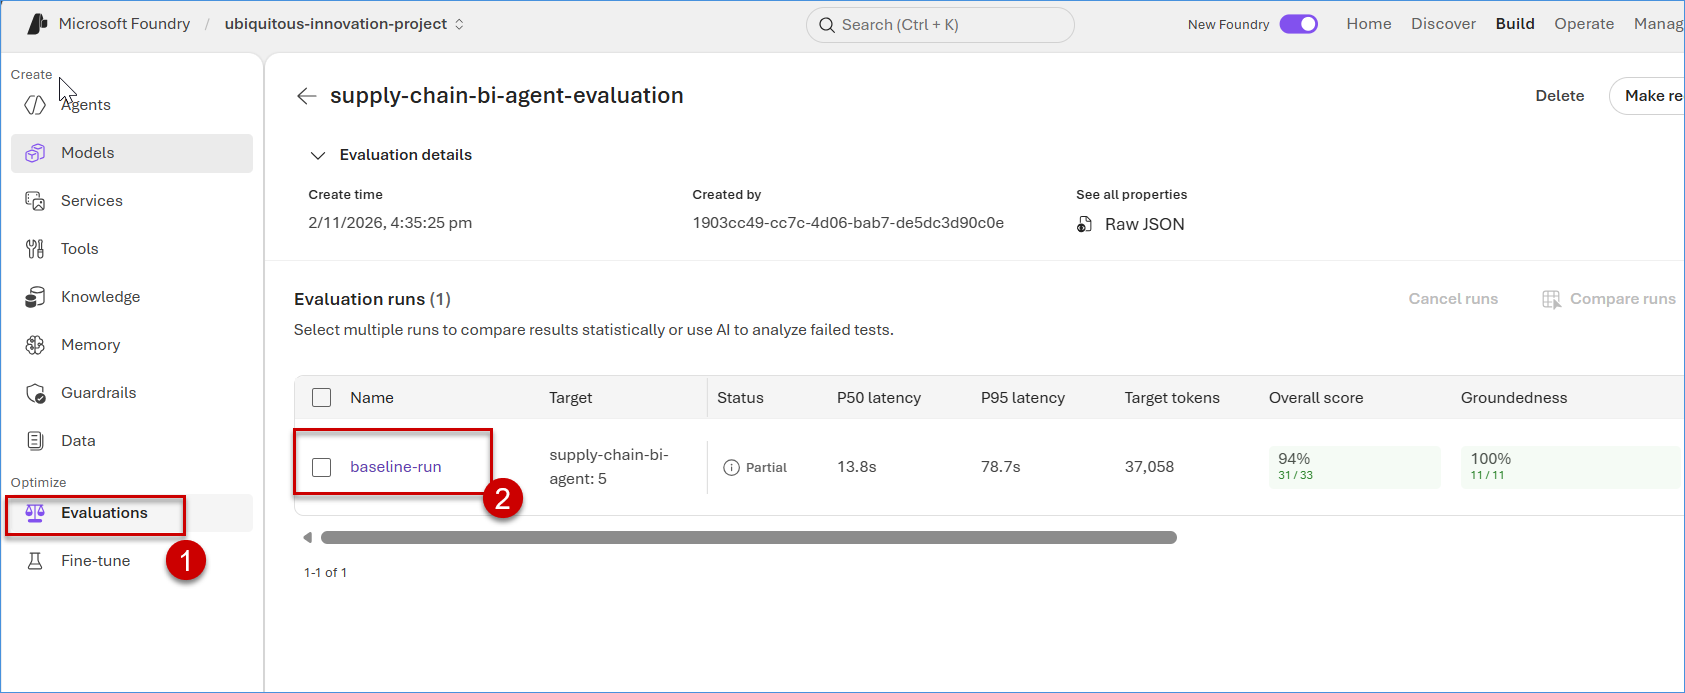 Microsoft Foundry / ubiquitous-innovation-project
Search (Ctrl + K)
New Foundry
Home Discover Build Operate Manag
Create
Agents
Models
Services
Tools
Knowledge
Memory
Guardrails
Data
Optimize
Evaluations
1
Fine-tune
supply-chain-bi-agent-evaluation
Delete
Make re
Evaluation details
Create time Created by See all properties
2/11/2026, 4:35:25 pm 1903cc49-cc7c-4d06-bab7-de5dc3d90c0e Raw JSON
Evaluation runs (1)
Cancel runs Compare runs
Select multiple runs to compare results statistically or use AI to analyze failed tests.
Name Target Status P50 latency P95 latency Target tokens Overall score Groundedness
baseline-run
2
supply-chain-bi-
agent: 5
Partial 13.8s 78.7s 37,058
94%
31 / 33
100%
11 / 11
1-1 of 1